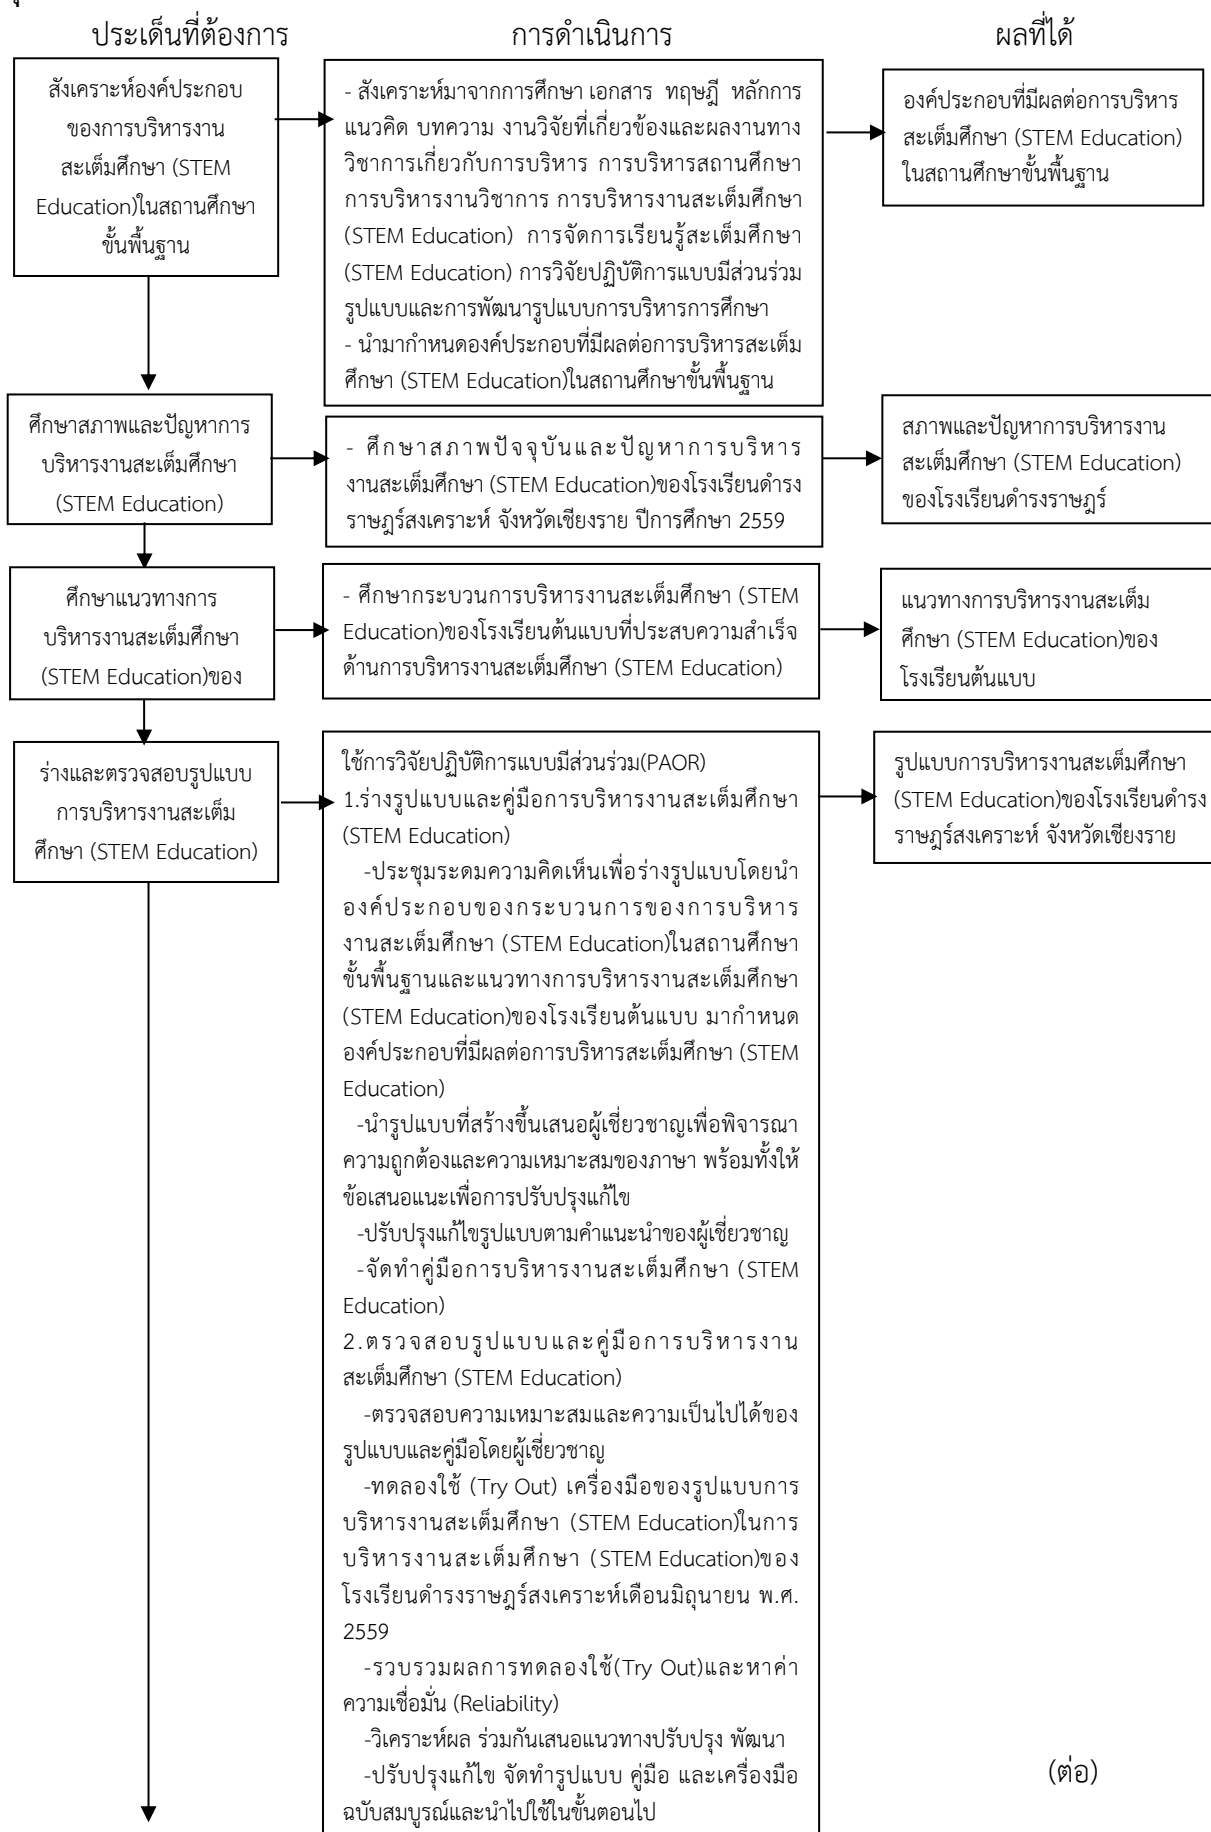 ประเด็นที่ต้องการ
การดำเนินการ
ผลที่ได้
สังเคราะห์องค์ประกอบ
ของการบริหารงาน
สะเต็มศึกษา (STEM
Education)ในสถานศึกษา
ขั้นพื้นฐาน
- สังเคราะห์มาจากการศึกษา เอกสาร ทฤษฎี หลักการ
แนวคิด บทความ งานวิจัยที่เกี่ยวข้องและผลงานทาง
วิชาการเกี่ยวกับการบริหาร การบริหารสถานศึกษา
การบริหารงานวิชาการ การบริหารงานสะเต็มศึกษา
(STEM Education) การจัดการเรียนรู้สะเต็มศึกษา
(STEM Education) การวิจัยปฏิบัติการแบบมีส่วนร่วม
รูปแบบและการพัฒนารูปแบบการบริหารการศึกษา
- นำมากำหนดองค์ประกอบที่มีผลต่อการบริหารสะเต็ม
ศึกษา (STEM Education)ในสถานศึกษาขั้นพื้นฐาน
องค์ประกอบที่มีผลต่อการบริหาร
สะเต็มศึกษา (STEM Education)
ในสถานศึกษาขั้นพื้นฐาน
ศึกษาสภาพและปัญหาการ
บริหารงานสะเต็มศึกษา
(STEM Education)
- ศึกษาสภาพปัจจุบันและปัญหาการบริหาร
งานสะเต็มศึกษา (STEM Education)ของโรงเรียนดำรง
ราษฎร์สงเคราะห์ จังหวัดเชียงราย ปีการศึกษา 2559
สภาพและปัญหาการบริหารงาน
สะเต็มศึกษา (STEM Education)
ของโรงเรียนดำรงราษฎร์
ศึกษาแนวทางการ
บริหารงานสะเต็มศึกษา
(STEM Education)ของ
- ศึกษากระบวนการบริหารงานสะเต็มศึกษา (STEM
Education)ของโรงเรียนต้นแบบที่ประสบความสำเร็จ
ด้านการบริหารงานสะเต็มศึกษา (STEM Education)
แนวทางการบริหารงานสะเต็ม
ศึกษา (STEM Education)ของ
โรงเรียนต้นแบบ
ร่างและตรวจสอบรูปแบบ
การบริหารงานสะเต็ม
ศึกษา (STEM Education)
ใช้การวิจัยปฏิบัติการแบบมีส่วนร่วม(PAOR)
1.ร่างรูปแบบและคู่มือการบริหารงานสะเต็มศึกษา
(STEM Education)
-ประชุมระดมความคิดเห็นเพื่อร่างรูปแบบโดยนำ
องค์ประกอบของกระบวนการของการบริหาร
งานสะเต็มศึกษา (STEM Education)ในสถานศึกษา
ขั้นพื้นฐานและแนวทางการบริหารงานสะเต็มศึกษา
(STEM Education)ของโรงเรียนต้นแบบ มากำหนด
องค์ประกอบที่มีผลต่อการบริหารสะเต็มศึกษา (STEM
Education)
-นำรูปแบบที่สร้างขึ้นเสนอผู้เชี่ยวชาญเพื่อพิจารณา
ความถูกต้องและความเหมาะสมของภาษา พร้อมทั้งให้
ข้อเสนอแนะเพื่อการปรับปรุงแก้ไข
-ปรับปรุงแก้ไขรูปแบบตามคำแนะนำของผู้เชี่ยวชาญ
-จัดทำคู่มือการบริหารงานสะเต็มศึกษา (STEM
Education)
2.ตรวจสอบรูปแบบและคู่มือการบริหารงาน
สะเต็มศึกษา (STEM Education)
-ตรวจสอบความเหมาะสมและความเป็นไปได้ของ
รูปแบบและคู่มือโดยผู้เชี่ยวชาญ
-ทดลองใช้ (Try Out) เครื่องมือของรูปแบบการ
บริหารงานสะเต็มศึกษา (STEM Education)ในการ
บริหารงานสะเต็มศึกษา (STEM Education)ของ
โรงเรียนดำรงราษฎร์สงเคราะห์เดือนมิถุนายน พ.ศ.
2559
-รวบรวมผลการทดลองใช้(Try Out)และหาค่า
ความเชื่อมั่น (Reliability)
-วิเคราะห์ผล ร่วมกันเสนอแนวทางปรับปรุง พัฒนา
-ปรับปรุงแก้ไข จัดทำรูปแบบ คู่มือ และเครื่องมือ
ฉบับสมบูรณ์และนำไปใช้ในขั้นตอนไป
รูปแบบการบริหารงานสะเต็มศึกษา
(STEM Education)ของโรงเรียนดำรง
ราษฎร์สงเคราะห์ จังหวัดเชียงราย
(ต่อ)